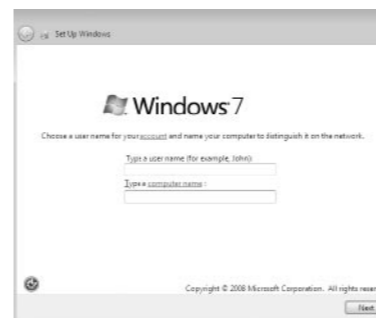 Set Up Windows
Windows 7
Choose a user name for your account and name your computer to distinguish it on the network.
Type a user name (for example, John):
Type a computer name :
Copyright © 2008 Microsoft Corporation. All rights reser
Next